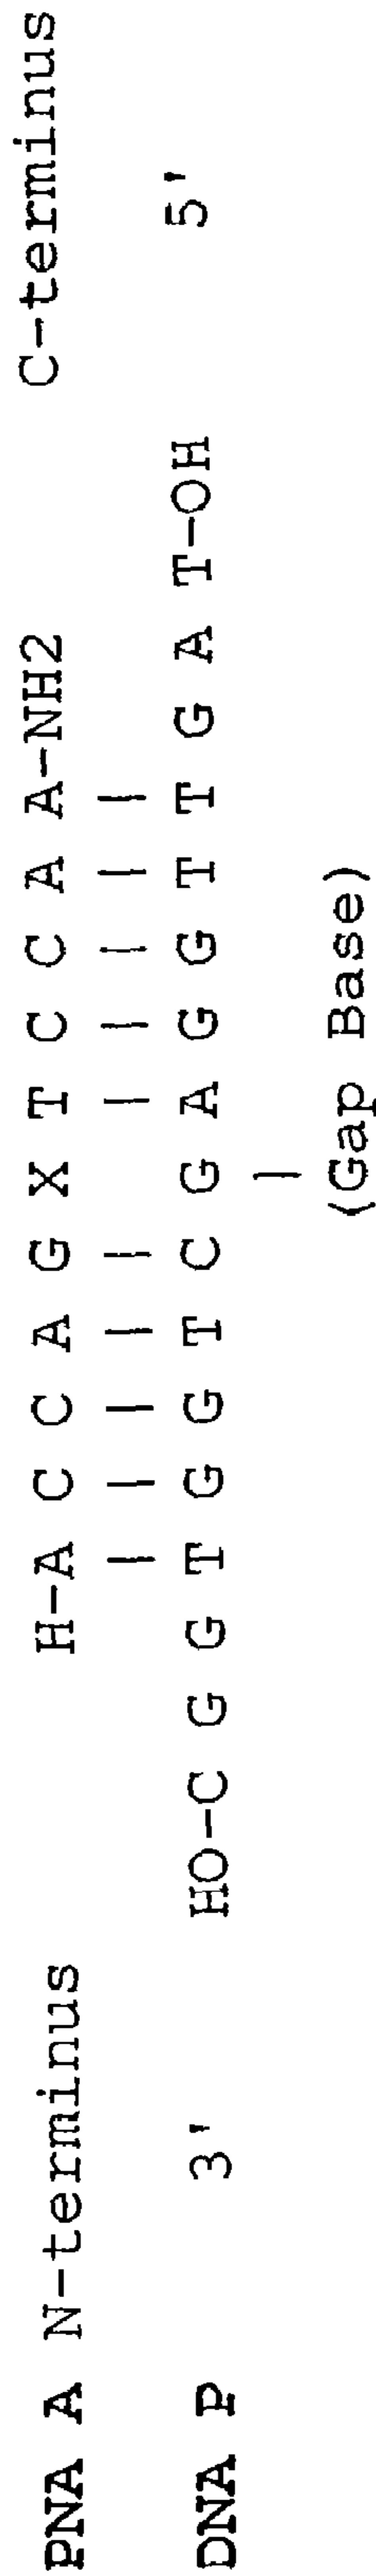 PNA A N-terminus H-A C C A G X T C C A A-NH2 C-terminus
| | | | | | | | | |
DNA P 3' HO-C G G T G G T C G A G G T T G A T-OH 5'
|
(Gap Base)